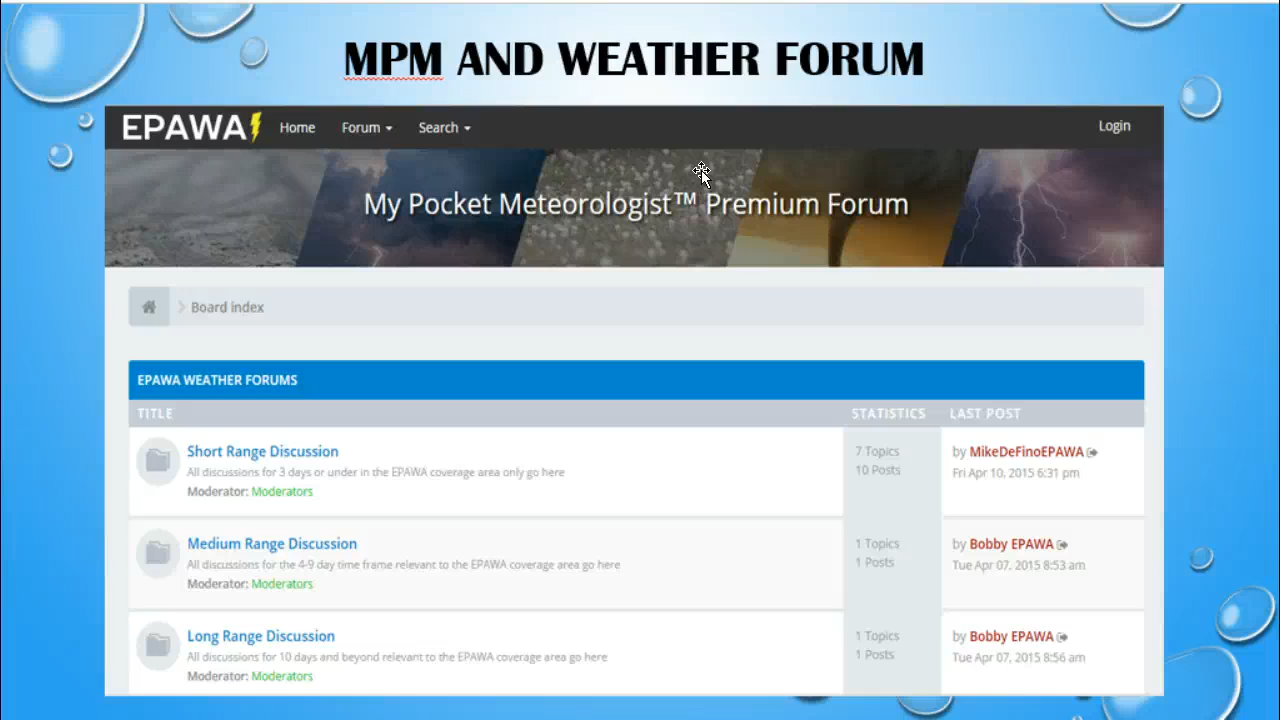 MPM AND WEATHER FORUM
EPAWA Home Forum Search Login
My Pocket Meteorologist™ Premium Forum
Board index
EPAWA WEATHER FORUMS
TITLE STATISTICS LAST POST
Short Range Discussion 7 Topics by MikeDeFinoEPAWA
All discussions for 3 days or under in the EPAWA coverage area only go here 10 Posts Fri Apr 10, 2015 6:31 pm
Moderator: Moderators
Medium Range Discussion 1 Topics by Bobby EPAWA
All discussions for the 4-9 day time frame relevant to the EPAWA coverage area go here 1 Posts Tue Apr 07, 2015 8:53 am
Moderator: Moderators
Long Range Discussion 1 Topics by Bobby EPAWA
All discussions for 10 days and beyond relevant to the EPAWA coverage area go here 1 Posts Tue Apr 07, 2015 8:56 am
Moderator: Moderators